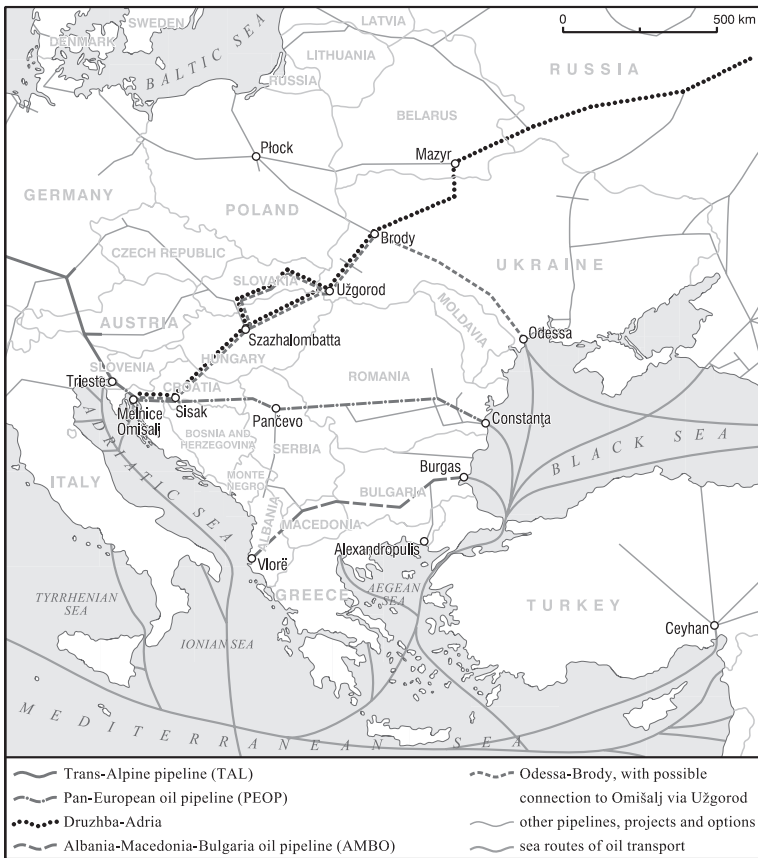 SWEDEN
LATVIA
0 500 km
DENMARK
BALTIC SEA
LITHUANIA
RUSSIA
RUSSIA
BELARUS
Płock
Mazyr
GERMANY
POLAND
Brody
CZECH REPUBLIC
UKRAINE
SLOVAKIA
Užgorod
MOLDAVIA
AUSTRIA
Szazhalombatta
Odessa
HUNGARY
SLOVENIA
Trieste
CROATIA
ROMANIA
Melnice
Omišalj
Sisak
Pančevo
Constanţa
BOSNIA AND
HERZEGOVINA
SERBIA
BLACK SEA
ADRIATIC SEA
ITALY
MONTE
NEGRO
Burgas
BULGARIA
ALBANIA
MACEDONIA
Vlorë
Alexandropulis
GREECE
AEGEAN
SEA
TYRRHENIAN
SEA
TURKEY
Ceyhan
IONIAN SEA
MEDITERRANEAN SEA
Trans-Alpine pipeline (TAL)
Pan-European oil pipeline (PEOP)
Druzhba-Adria
Albania-Macedonia-Bulgaria oil pipeline (AMBO)
Odessa-Brody, with possible
connection to Omišalj via Užgorod
other pipelines, projects and options
sea routes of oil transport